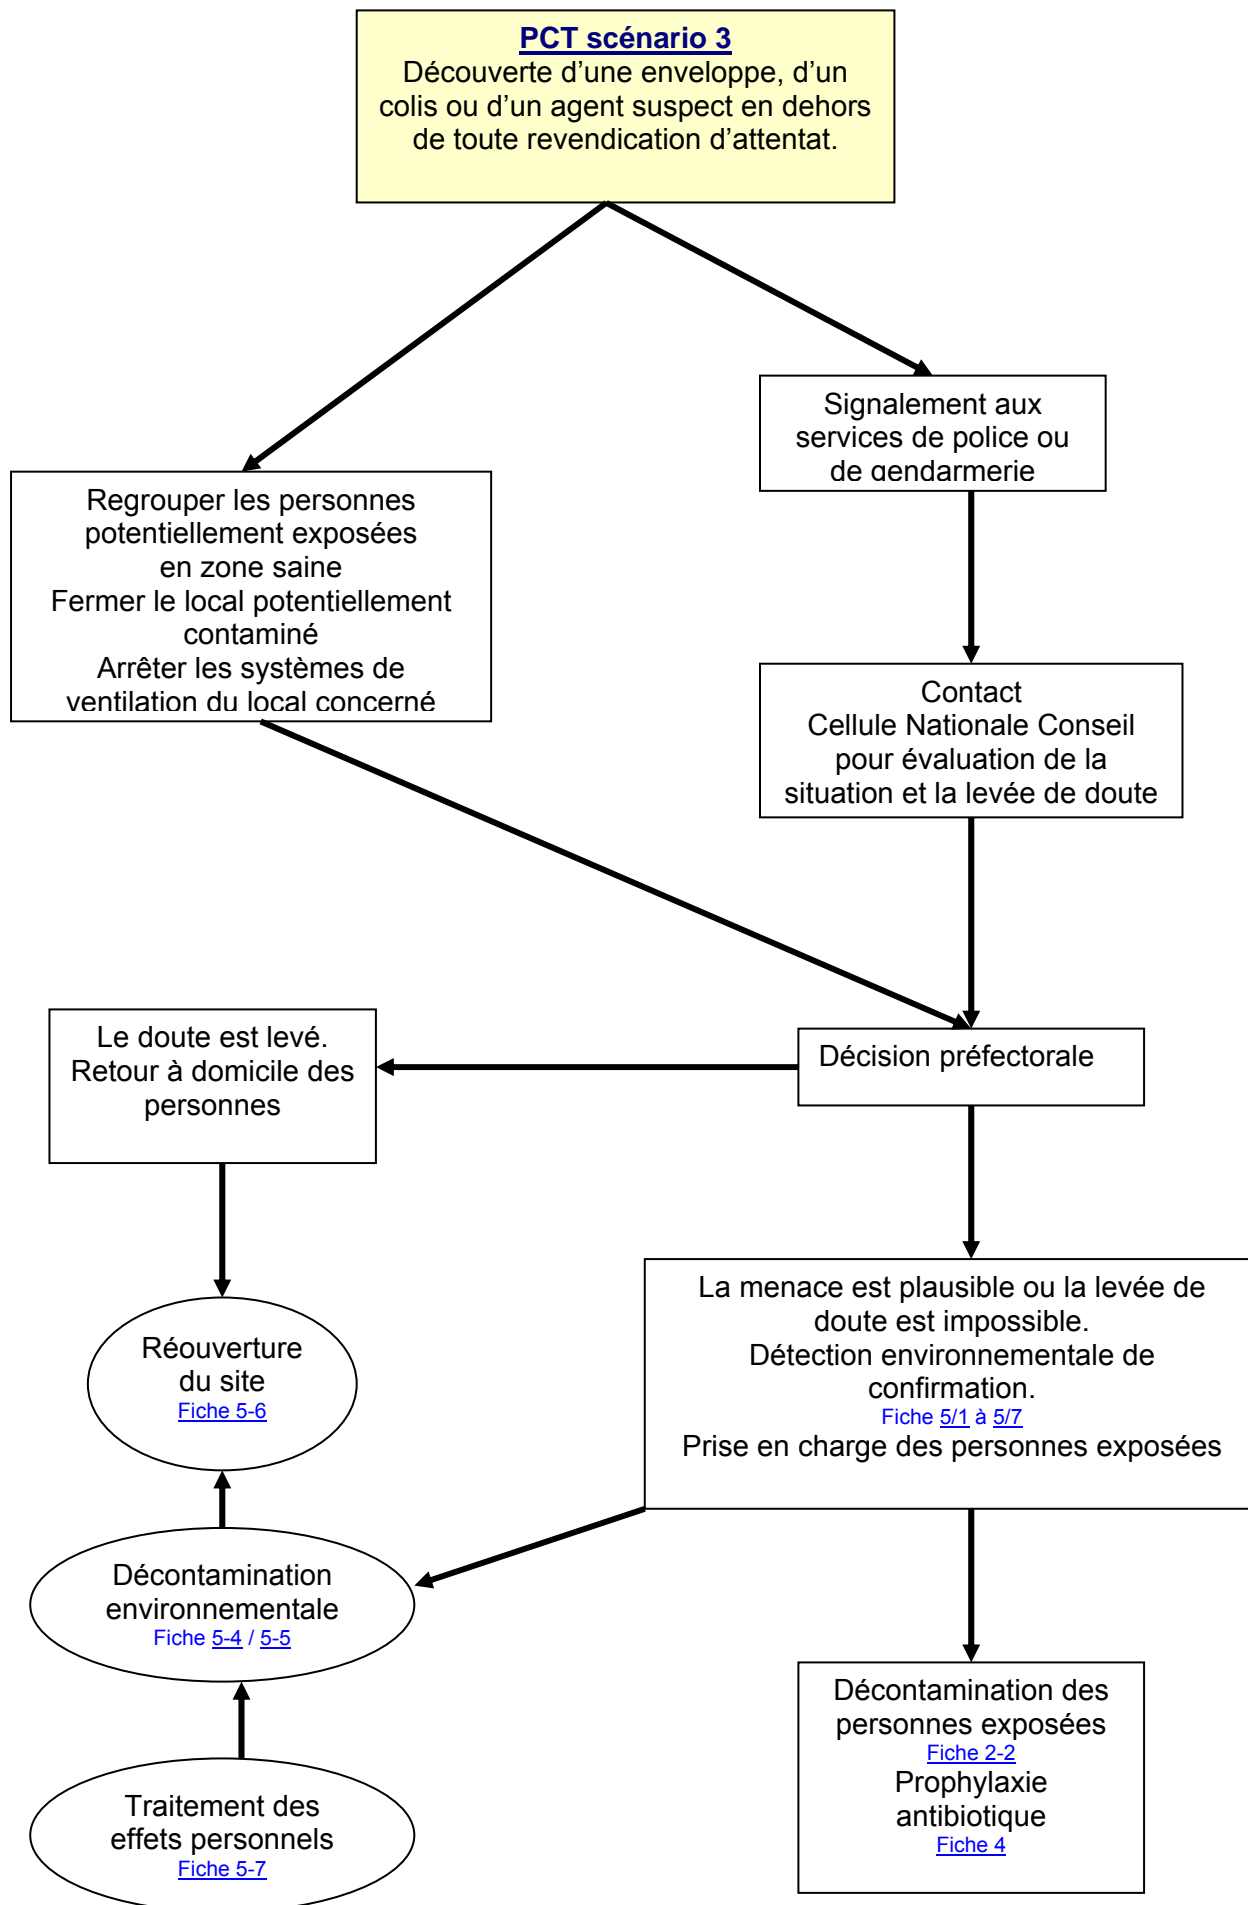 PCT scénario 3
Découverte d’une enveloppe, d’un
colis ou d’un agent suspect en dehors
de toute revendication d’attentat.
Signalement aux
services de police ou
de gendarmerie
Regrouper les personnes
potentiellement exposées
en zone saine
Fermer le local potentiellement
contaminé
Arrêter les systèmes de
ventilation du local concerné
Contact
Cellule Nationale Conseil
pour évaluation de la
situation et la levée de doute
Le doute est levé.
Retour à domicile des
personnes
Décision préfectorale
La menace est plausible ou la levée de
doute est impossible.
Détection environnementale de
confirmation.
Fiche 5/1 à 5/7
Prise en charge des personnes exposées
Réouverture
du site
Fiche 5-6
Décontamination
environnementale
Fiche 5-4 / 5-5
Décontamination des
personnes exposées
Fiche 2-2
Prophylaxie
antibiotique
Fiche 4
Traitement des
effets personnels
Fiche 5-7